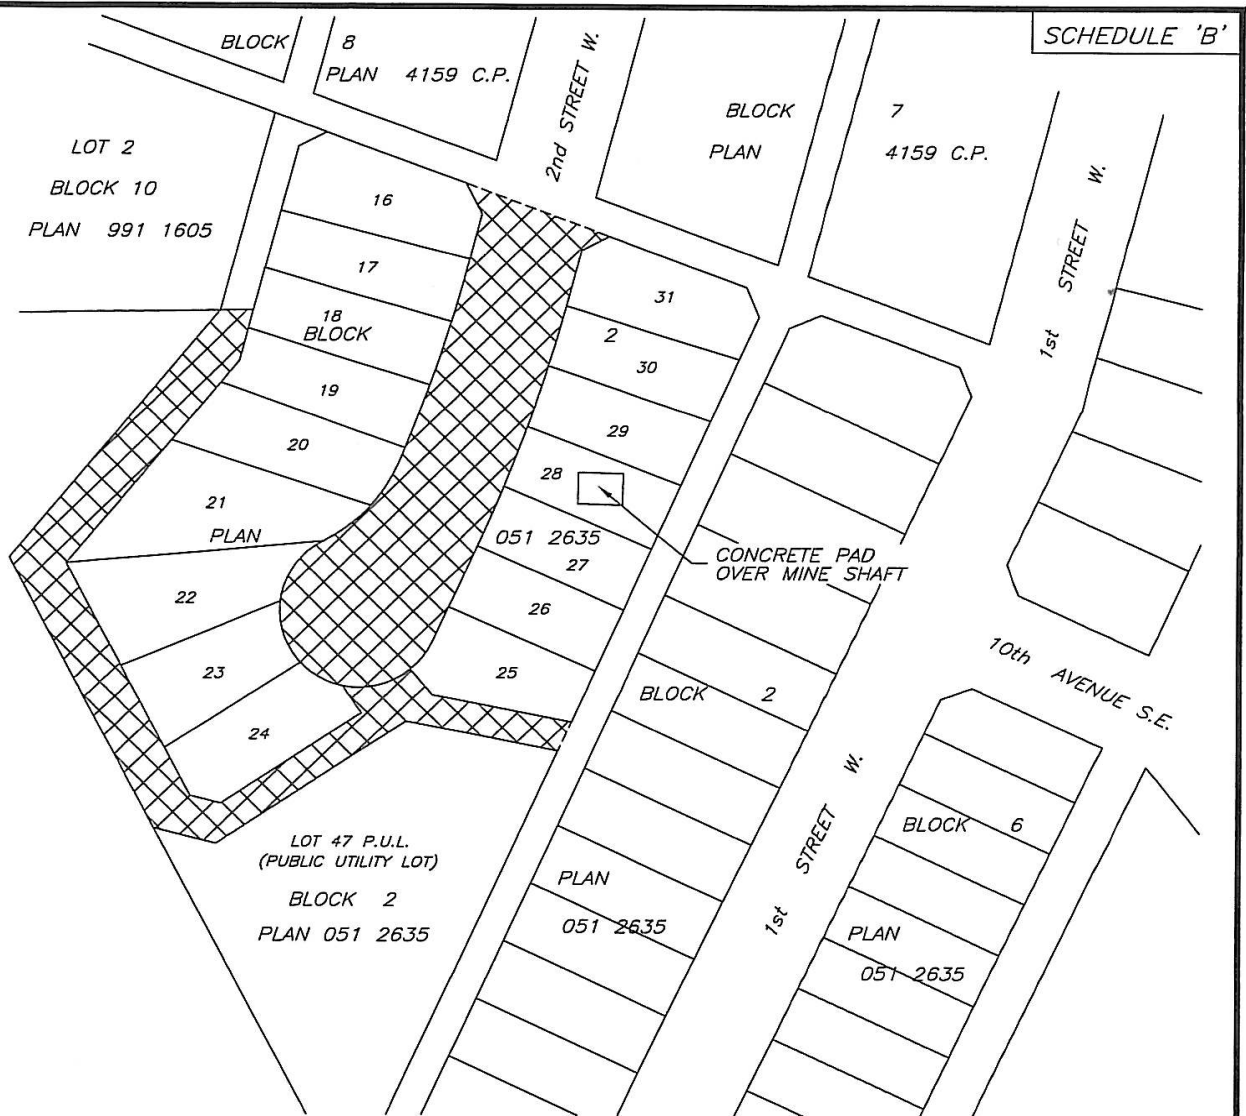 SCHEDULE 'B'
BLOCK 8
PLAN 4159 C.P.
2nd STREET W.
BLOCK 7
PLAN 4159 C.P.
1st STREET W.
LOT 2
BLOCK 10
PLAN 991 1605
16
17
18
BLOCK
19
20
21
PLAN
22
23
24
31
2
30
29
28
051 2635
27
26
25
CONCRETE PAD
OVER MINE SHAFT
10th AVENUE S.E.
BLOCK 2
1st STREET W.
BLOCK 6
LOT 47 P.U.L.
(PUBLIC UTILITY LOT)
BLOCK 2
PLAN 051 2635
PLAN
051 2635
PLAN
051 2635